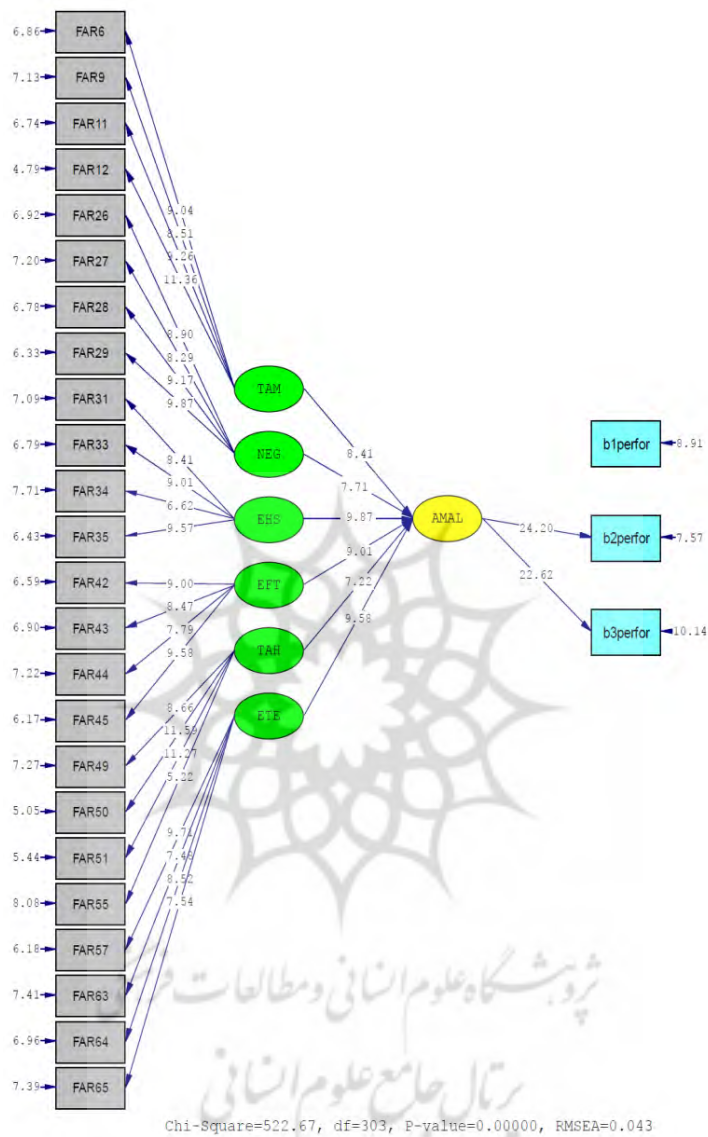 6.86 FAR6
7.13 FAR9
6.74 FAR11
4.79 FAR12
6.92 FAR26
7.20 FAR27
6.78 FAR28
6.33 FAR29
7.09 FAR31
6.79 FAR33
7.71 FAR34
6.43 FAR35
6.59 FAR42
6.90 FAR43
7.22 FAR44
6.17 FAR45
7.27 FAR49
5.05 FAR50
5.44 FAR51
8.08 FAR55
6.18 FAR57
7.41 FAR63
6.96 FAR64
7.39 FAR65
9.04
8.51
9.26
11.36
8.90
8.29
9.17
9.87
8.41
9.01
6.62
9.57
9.00
8.47
7.79
9.58
8.66
11.59
11.27
5.22
9.71
7.48
8.52
7.54
TAM
NEG
EHS
EFT
TAH
ETE
8.41
7.71
9.87
9.01
7.22
9.58
AMAL
24.20
22.62
b1perfor 8.91
b2perfor 7.57
b3perfor 10.14
پژوهشگاه علوم انسانی و مطالعات فرهنگی
پرتال جامع علوم انسانی
Chi-Square=522.67, df=303, P-value=0.00000, RMSEA=0.043